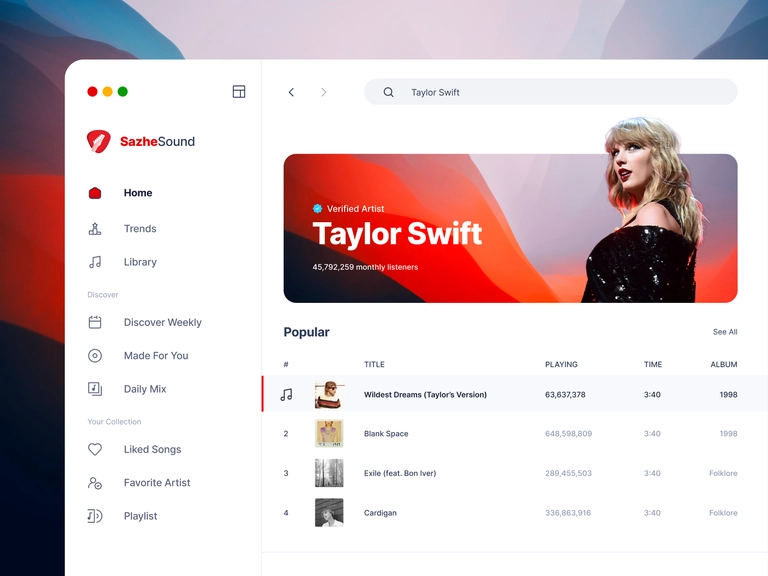 Taylor Swift
SazheSound
Home
Trends
Library
Discover
Discover Weekly
Made For You
Daily Mix
Your Collection
Liked Songs
Favorite Artist
Playlist
Verified Artist
Taylor Swift
45,792,259 monthly listeners
Popular
See All
# TITLE PLAYING TIME ALBUM
Wildest Dreams (Taylor's Version) 63,637,378 3:40 1998
2 Blank Space 648,598,809 3:40 1998
3 Exile (feat. Bon Iver) 289,455,503 3:40 Folklore
4 Cardigan 336,863,916 3:40 Folklore